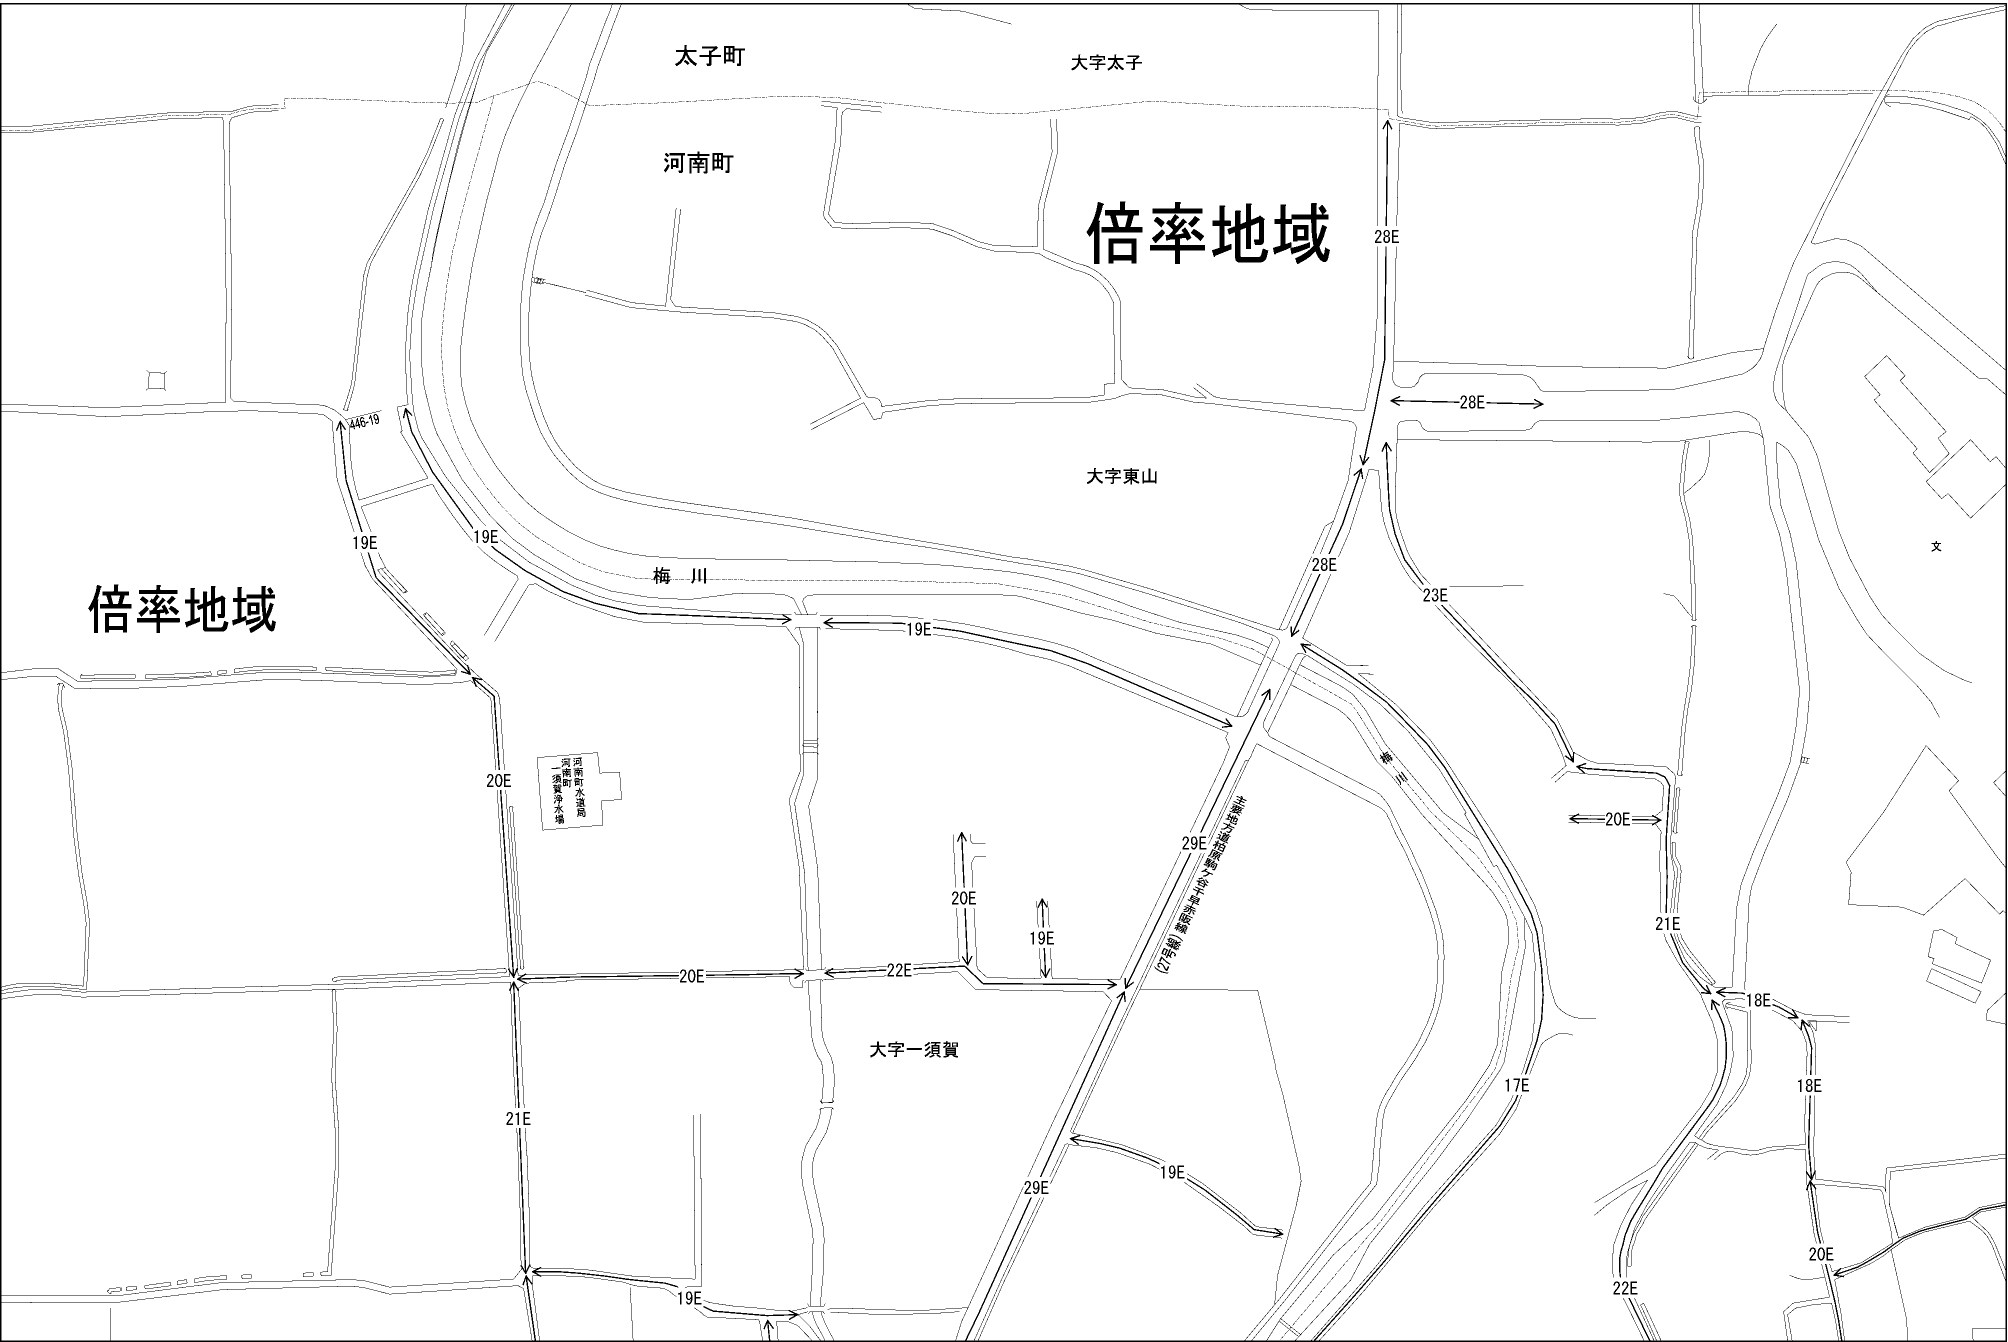 太子町
大字太子
河南町
倍率地域
28E
28E
446-19
大字東山
19E
19E
文
28E
梅 川
23E
倍率地域
19E
梅 川
20E
河南町水道局
河南町
一須賀浄水場
20E
29E
主要地方道柏原駒ケ谷千早赤阪線
(27号線)
20E
21E
19E
20E
22E
18E
大字一須賀
17E
18E
21E
19E
29E
20E
22E
19E